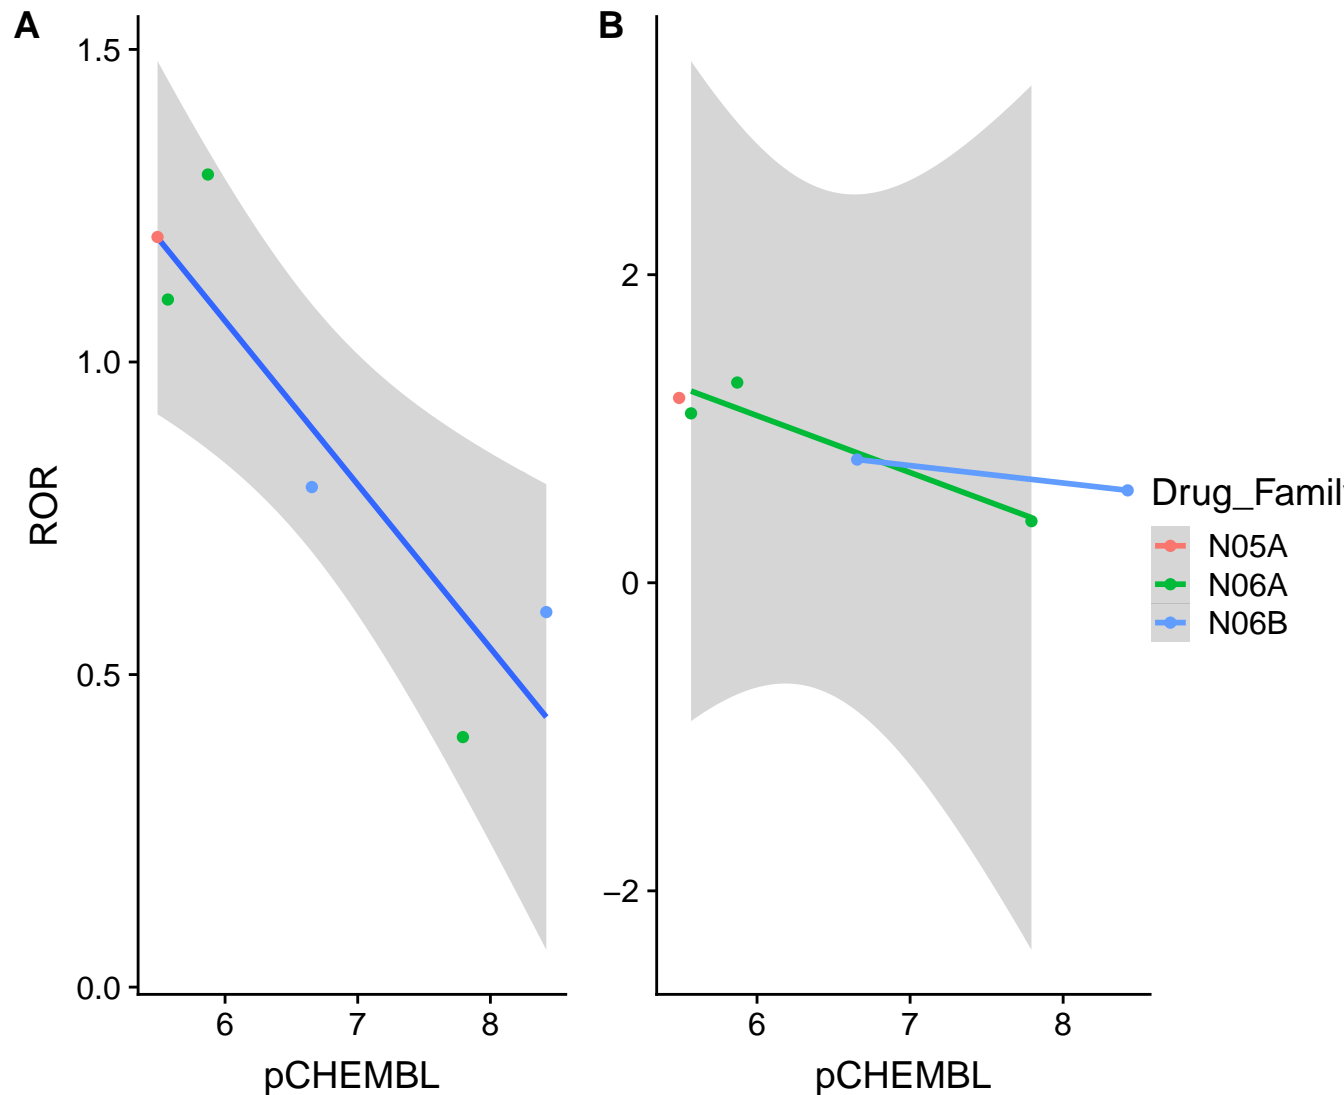 A
1.5
1.0
0.5
0.0
ROR
6 7 8
pCHEMBL
B
2
0
−2
6 7 8
pCHEMBL
Drug_Famil
N05A
N06A
N06B